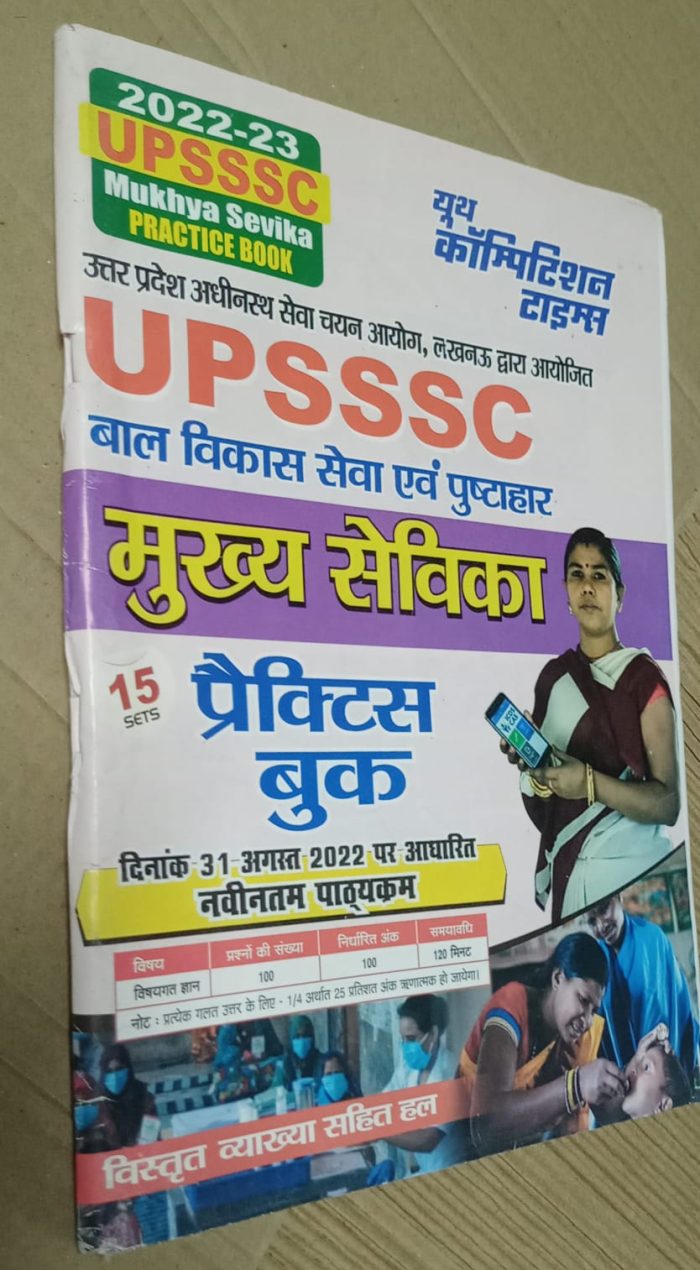 2022-23
UPSSSC
Mukhya Sevika
PRACTICE BOOK
यूथ
कॉम्पिटिशन
टाइम्स
उत्तर प्रदेश अधीनस्थ सेवा चयन आयोग, लखनऊ द्वारा आयोजित
UPSSSC
बाल विकास सेवा एवं पुष्टाहार
मुख्य सेविका
15
SETS
प्रैक्टिस
बुक
दिनांक 31 अगस्त 2022 पर आधारित
नवीनतम पाठ्यक्रम
विषय प्रश्नों की संख्या निर्धारित अंक समयावधि
विषयगत ज्ञान 100 100 120 मिनट
नोट : प्रत्येक गलत उत्तर के लिए - 1/4 अर्थात 25 प्रतिशत अंक ऋणात्मक हो जायेगा।
विस्तृत व्याख्या सहित हल